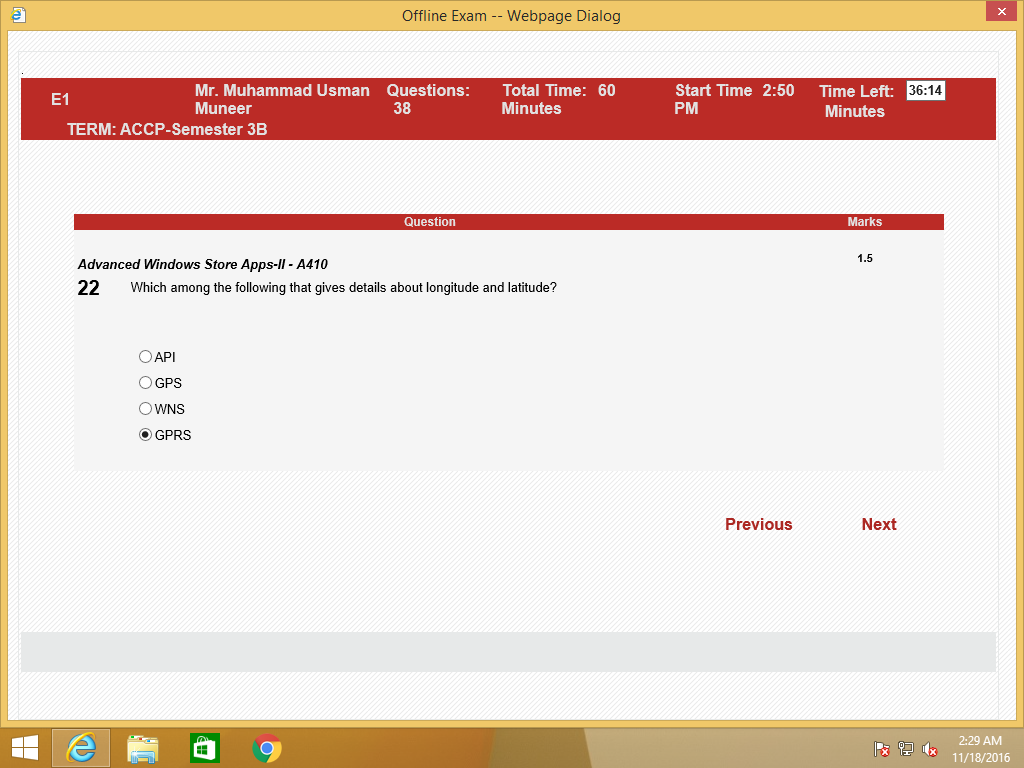 Offline Exam -- Webpage Dialog
.
E1
Mr. Muhammad Usman
Muneer
Questions:
38
Total Time: 60
Minutes
Start Time 2:50
PM
Time Left: 36:14
Minutes
TERM: ACCP-Semester 3B
Question Marks
Advanced Windows Store Apps-II - A410
1.5
22 Which among the following that gives details about longitude and latitude?
API
GPS
WNS
GPRS
Previous Next
2:29 AM
11/18/2016